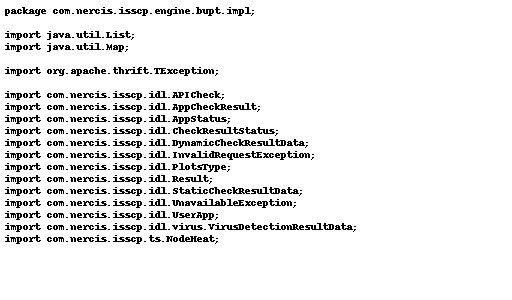 package com.nercis.isscp.engine.bupt.impl;
import java.util.List;
import java.util.Map;
import org.apache.thrift.TException;
import com.nercis.isscp.idl.APICheck;
import com.nercis.isscp.idl.AppCheckResult;
import com.nercis.isscp.idl.AppStatus;
import com.nercis.isscp.idl.CheckResultStatus;
import com.nercis.isscp.idl.DynamicCheckResultData;
import com.nercis.isscp.idl.InvalidRequestException;
import com.nercis.isscp.idl.PlotsType;
import com.nercis.isscp.idl.Result;
import com.nercis.isscp.idl.StaticCheckResultData;
import com.nercis.isscp.idl.UnavailableException;
import com.nercis.isscp.idl.UserApp;
import com.nercis.isscp.idl.virus.VirusDetectionResultData;
import com.nercis.isscp.ts.NodeHeat;